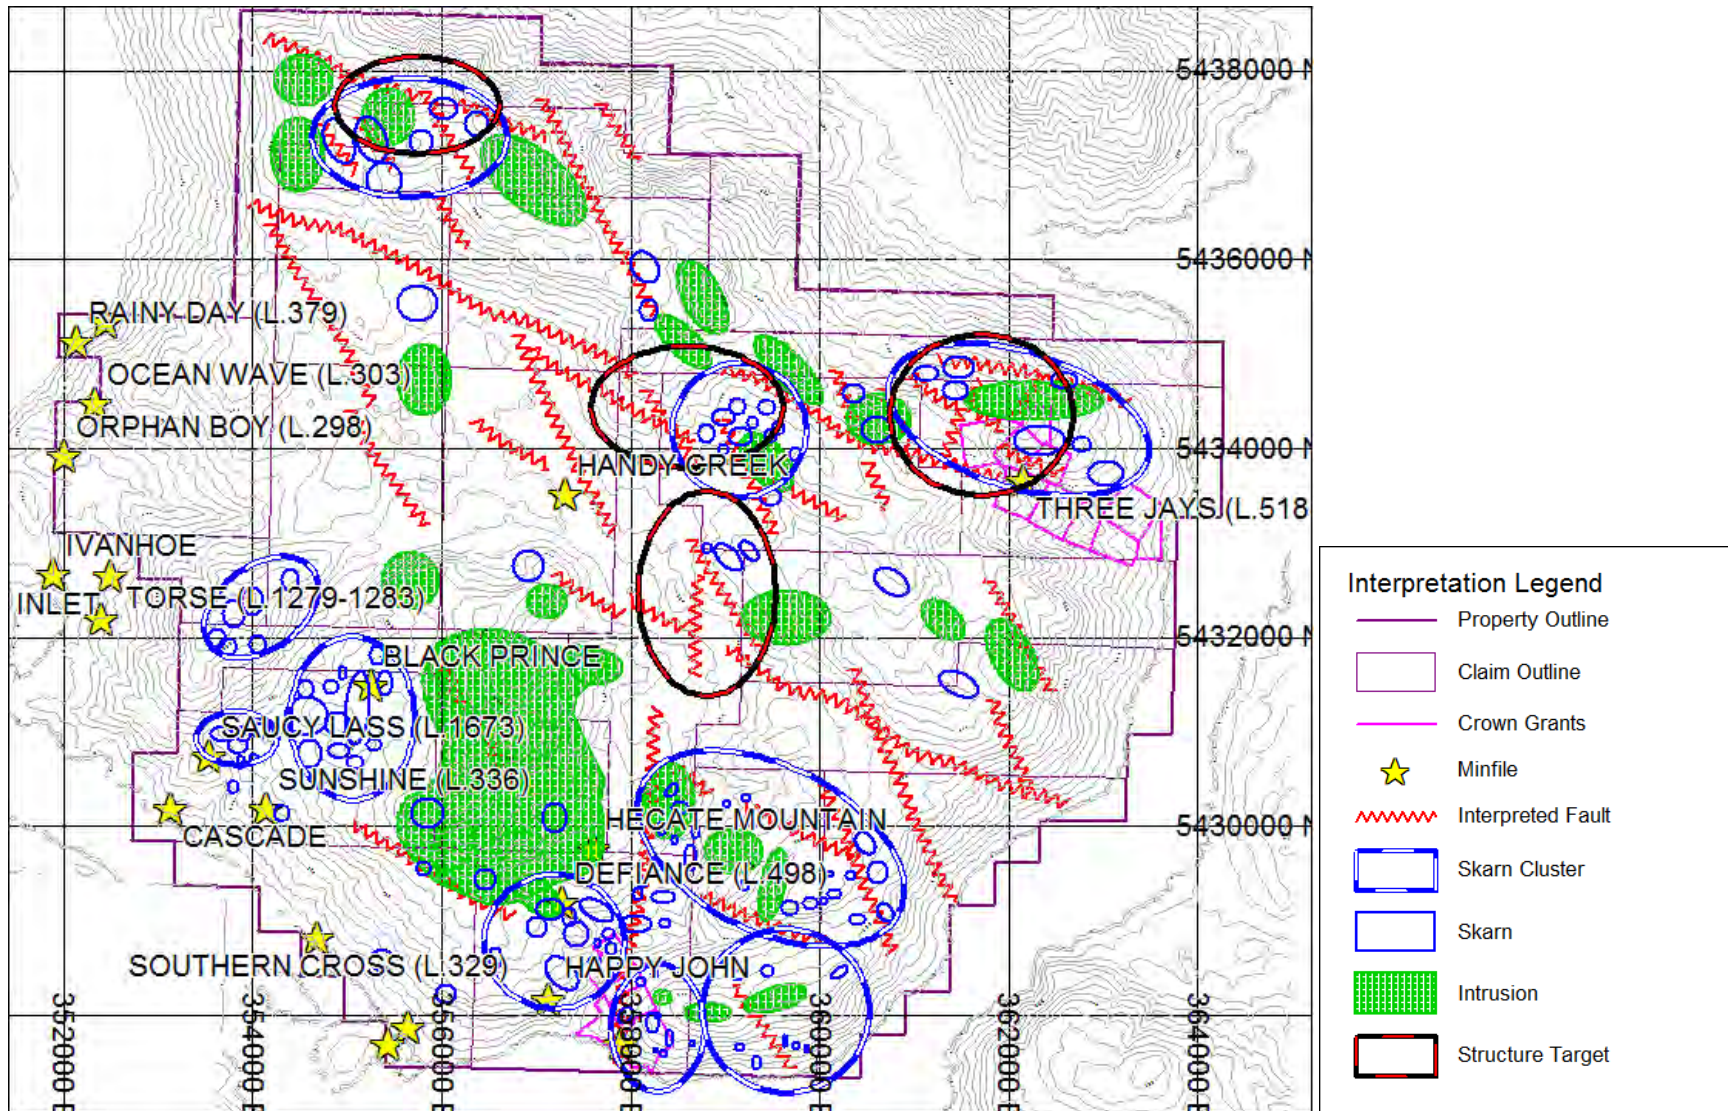 5438000 N
5436000 N
RAINY DAY (L.379)
OCEAN WAVE (L.303)
ORPHAN BOY (L.298)
5434000 N
HANDY CREEK
THREE JAYS (L.518
IVANHOE
INLET
TORSE (L.1279-1283)
5432000 N
BLACK PRINCE
SAUCY LASS (L.1673)
SUNSHINE (L.336)
CASCADE
HECATE MOUNTAIN
5430000 N
DEFIANCE (L.498)
SOUTHERN CROSS (L.329)
HAPPY JOHN
352000 E
354000 E
356000 E
358000 E
360000 E
362000 E
364000 E
Interpretation Legend
Property Outline
Claim Outline
Crown Grants
Minfile
Interpreted Fault
Skarn Cluster
Skarn
Intrusion
Structure Target